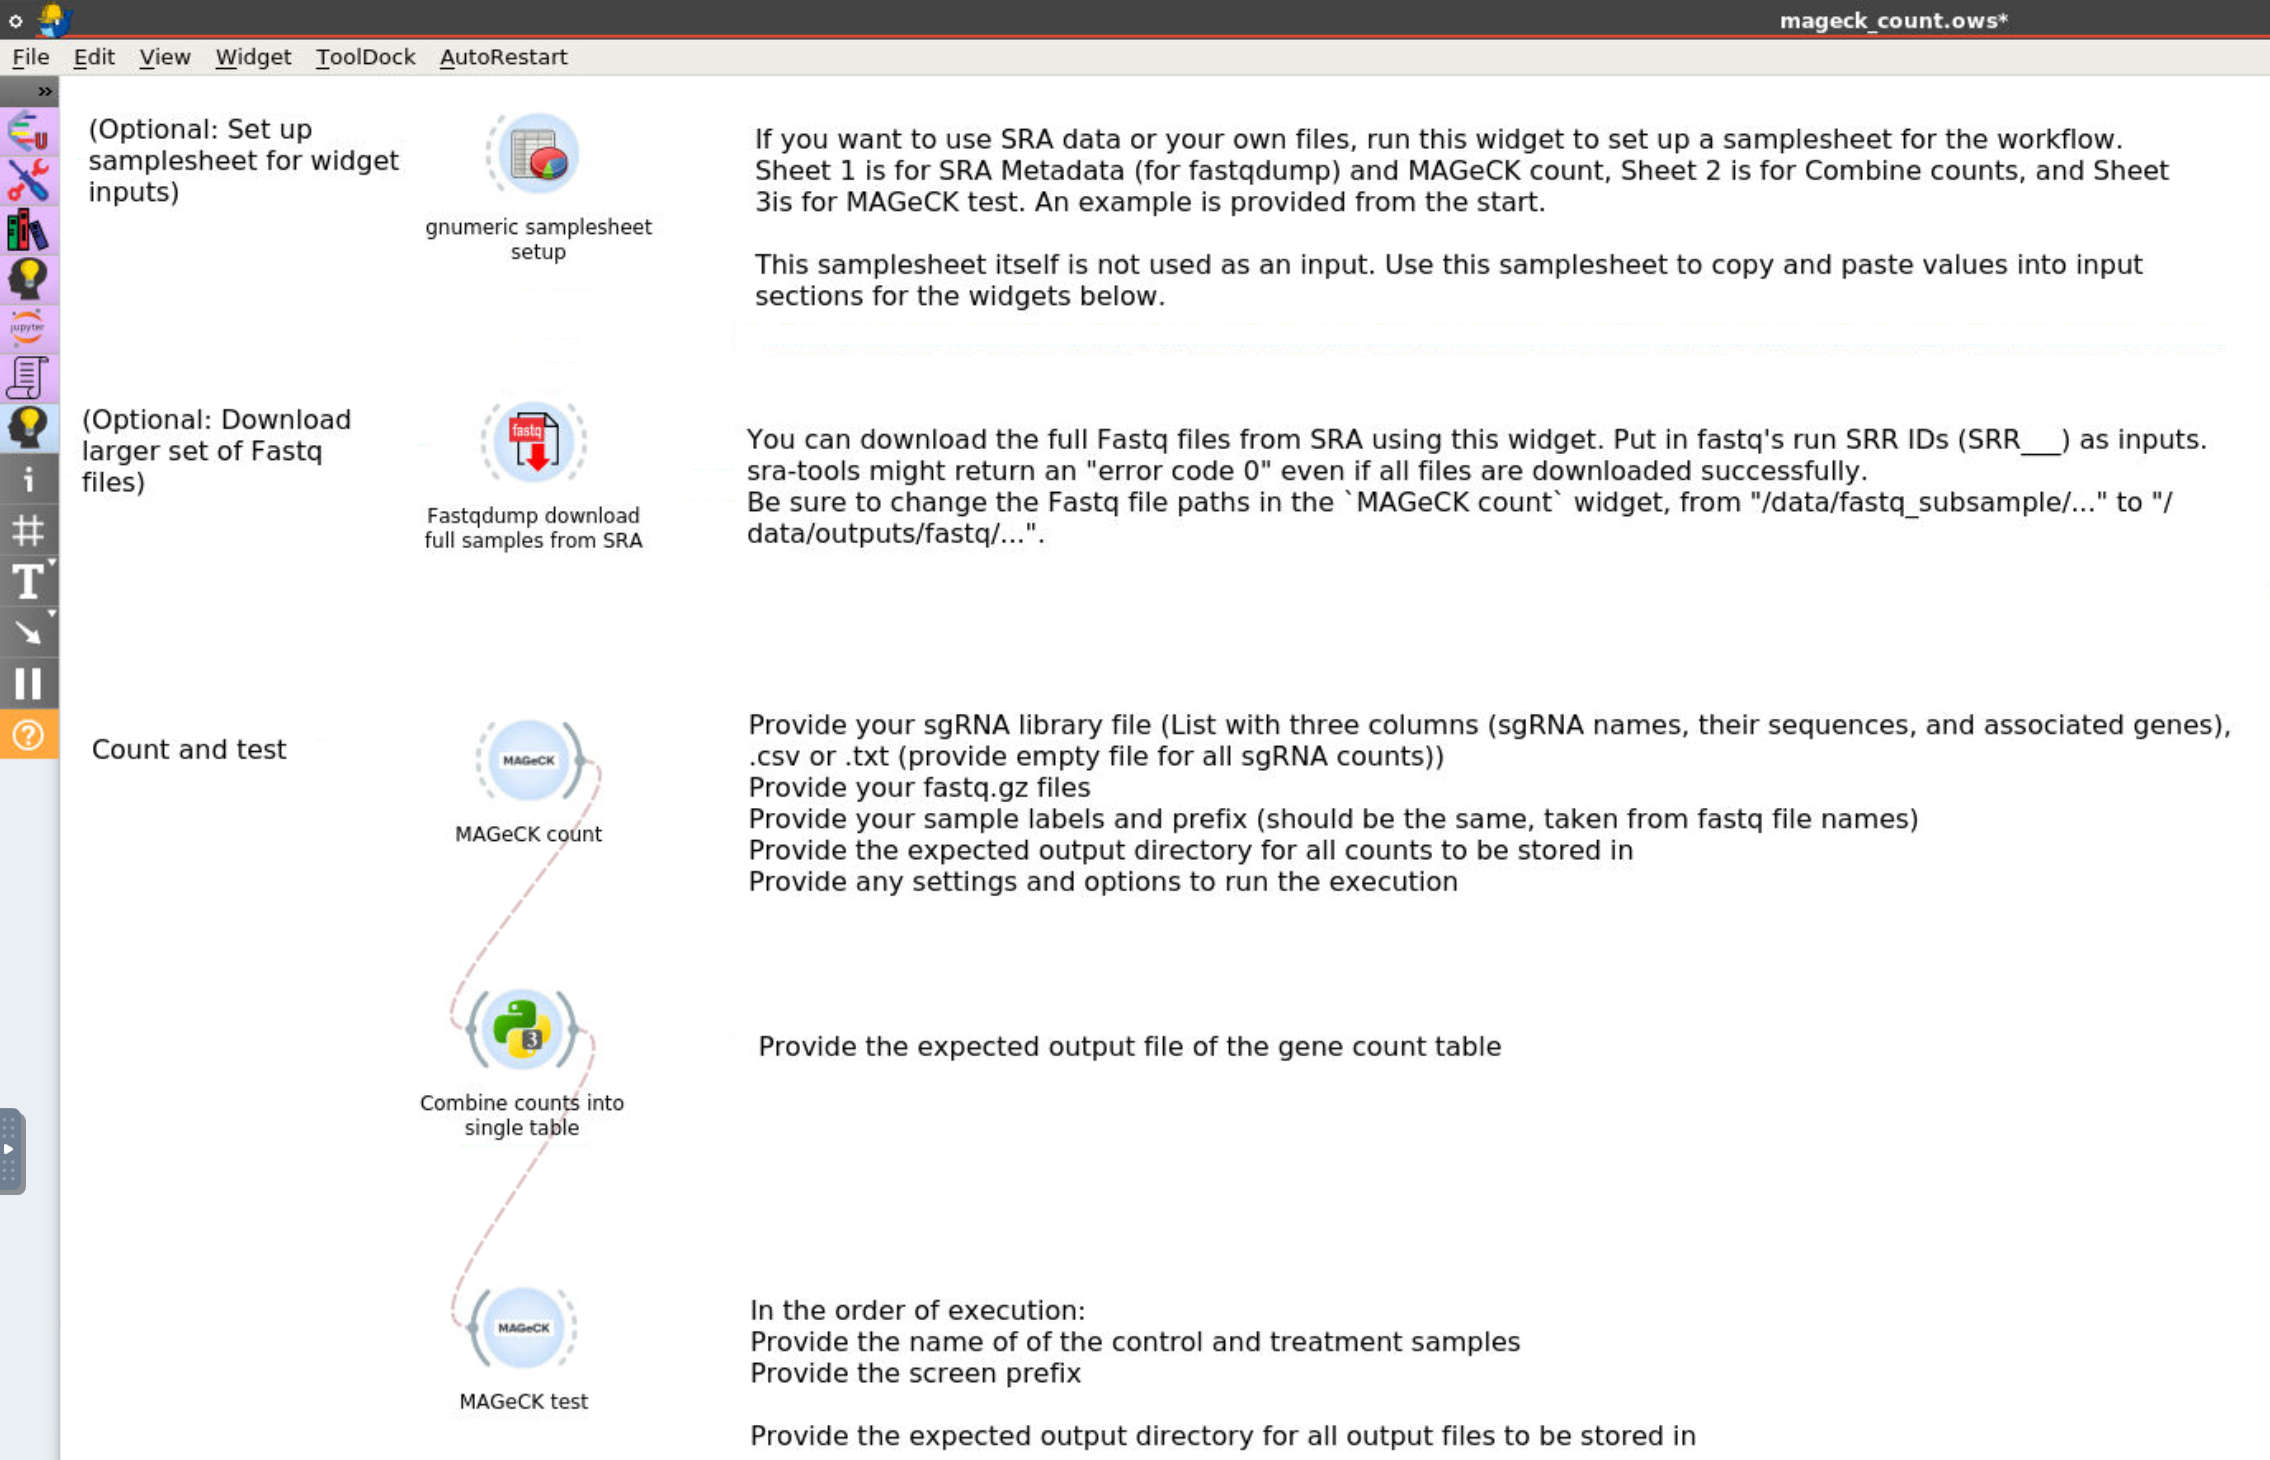 mageck_count.ows*
File Edit View Widget ToolDock AutoRestart
»
U
jupyter
i
T
?
(Optional: Set up
samplesheet for widget
inputs)
gnumeric samplesheet
setup
If you want to use SRA data or your own files, run this widget to set up a samplesheet for the workflow.
Sheet 1 is for SRA Metadata (for fastqdump) and MAGeCK count, Sheet 2 is for Combine counts, and Sheet
3is for MAGeCK test. An example is provided from the start.
This samplesheet itself is not used as an input. Use this samplesheet to copy and paste values into input
sections for the widgets below.
(Optional: Download
larger set of Fastq
files)
fastq
Fastqdump download
full samples from SRA
You can download the full Fastq files from SRA using this widget. Put in fastq's run SRR IDs (SRR___) as inputs.
sra-tools might return an "error code 0" even if all files are downloaded successfully.
Be sure to change the Fastq file paths in the `MAGeCK count` widget, from "/data/fastq_subsample/..." to "/
data/outputs/fastq/...".
Count and test
MAGeCK
MAGeCK count
Provide your sgRNA library file (List with three columns (sgRNA names, their sequences, and associated genes),
.csv or .txt (provide empty file for all sgRNA counts))
Provide your fastq.gz files
Provide your sample labels and prefix (should be the same, taken from fastq file names)
Provide the expected output directory for all counts to be stored in
Provide any settings and options to run the execution
3
Combine counts into
single table
Provide the expected output file of the gene count table
MAGeCK
MAGeCK test
In the order of execution:
Provide the name of of the control and treatment samples
Provide the screen prefix
Provide the expected output directory for all output files to be stored in